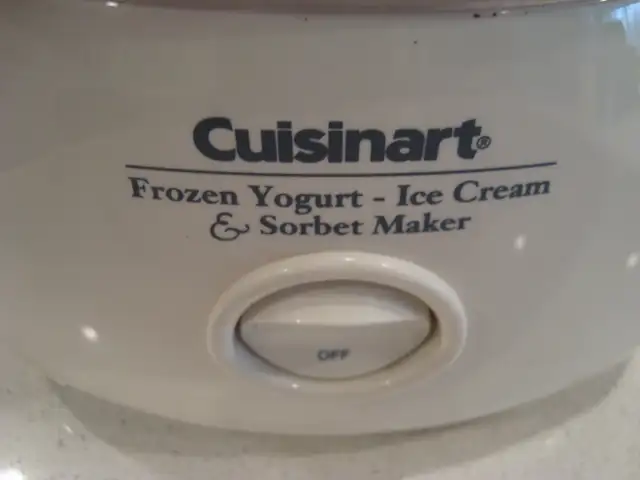 Cuisinart®
Frozen Yogurt - Ice Cream
& Sorbet Maker
OFF